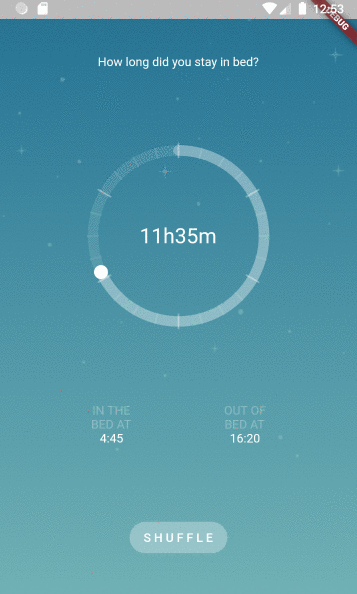 12:53
DEBUG
How long did you stay in bed?
11h35m
IN THE
BED AT
4:45
OUT OF
BED AT
16:20
SHUFFLE